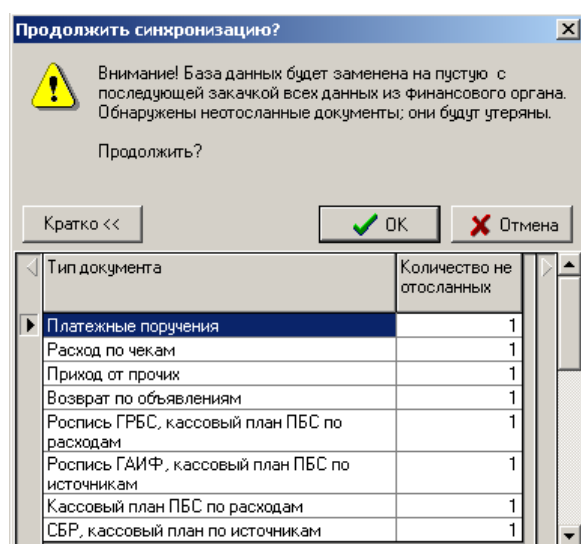 Продолжить синхронизацию?
Внимание! База данных будет заменена на пустую с
последующей закачкой всех данных из финансового органа.
Обнаружены неотосланные документы; они будут утеряны.
Продолжить?
Кратко <<
OK
Отмена
Тип документа
Количество не
отосланных
Платежные поручения 1
Расход по чекам 1
Приход от прочих 1
Возврат по объявлениям 1
Роспись ГРБС, кассовый план ПБС по 1
расходам
Роспись ГАИФ, кассовый план ПБС по 1
источникам
Кассовый план ПБС по расходам 1
СБР, кассовый план по источникам 1